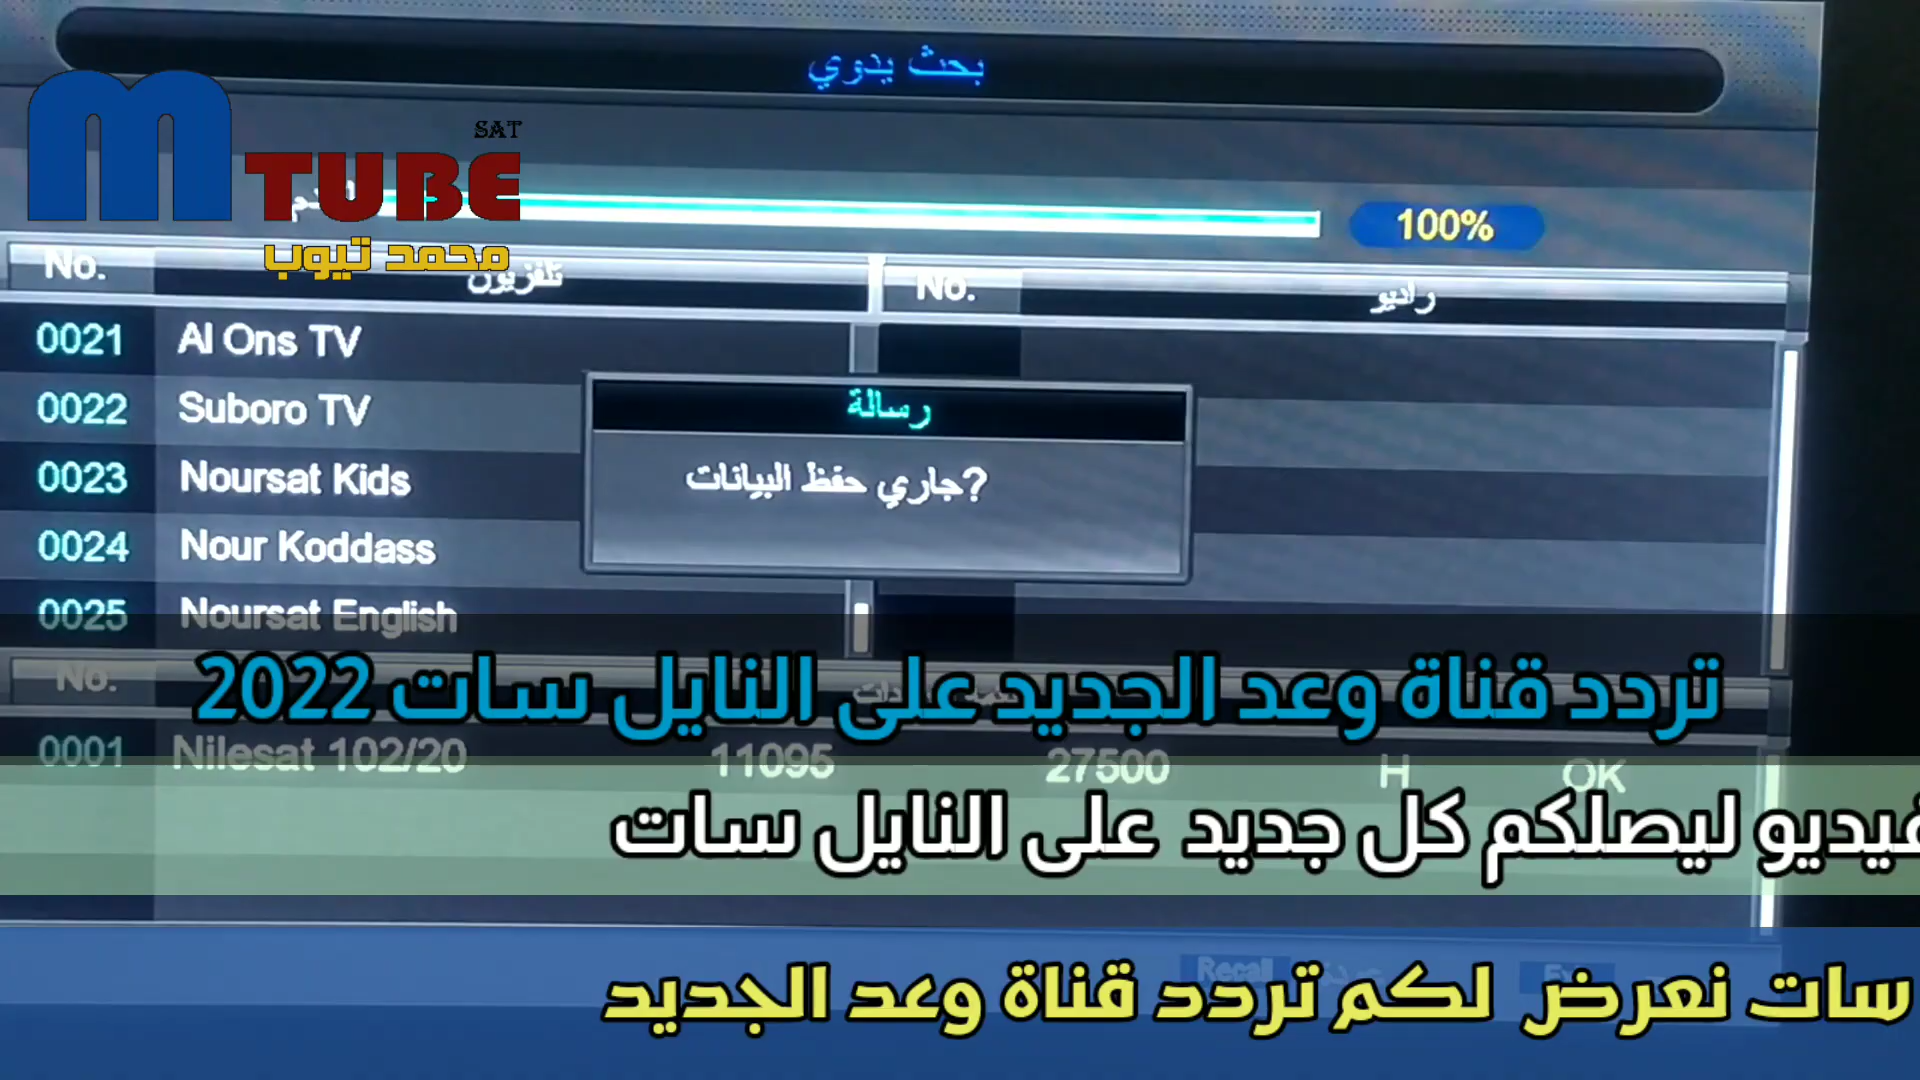 بحث يدوي
M TUBE SAT
محمد تيوب
100%
No. تلفزيون No. راديو
0021 Al Ons TV
0022 Suboro TV
0023 Noursat Kids
0024 Nour Koddass
0025 Noursat English
رسالة
جاري حفظ البيانات?
No.
تردد قناة وعد الجديد على النايل سات 2022
0001 Nilesat 102/20 11095 27500 H OK
ليصلكم كل جديد على النايل سات
Recall
سات نعرض لكم تردد قناة وعد الجديد